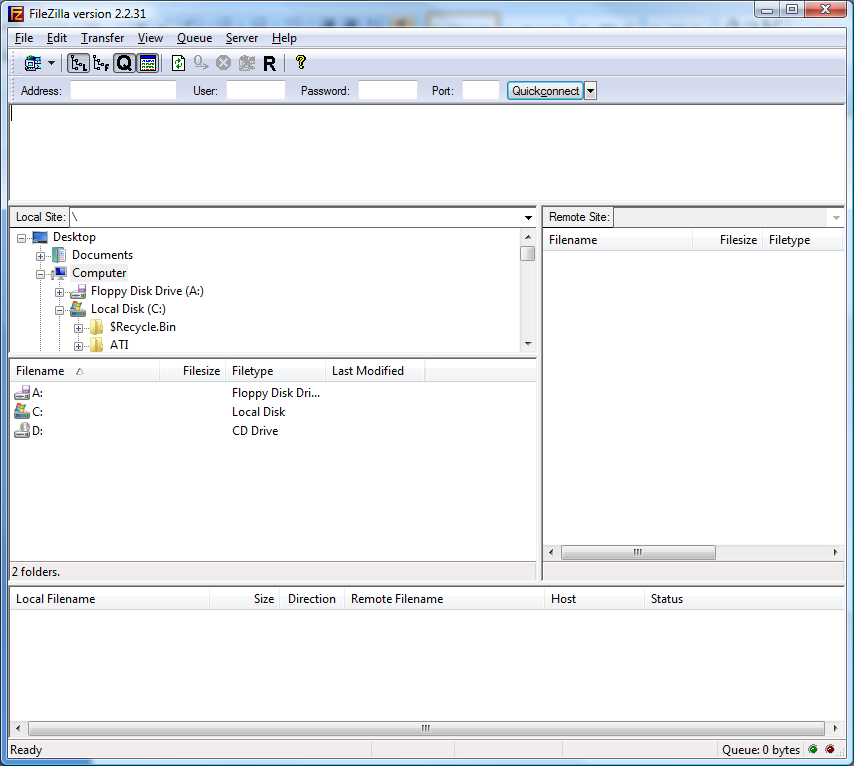 FileZilla version 2.2.31
File Edit Transfer View Queue Server Help
L F Q R ?
Address: User: Password: Port: Quickconnect
Local Site: \
Remote Site:
Desktop
Documents
Computer
Floppy Disk Drive (A:)
Local Disk (C:)
$Recycle.Bin
ATI
Filename Filesize Filetype
Filename Filesize Filetype Last Modified
A: Floppy Disk Dri...
C: Local Disk
D: CD Drive
2 folders.
Local Filename Size Direction Remote Filename Host Status
Ready Queue: 0 bytes